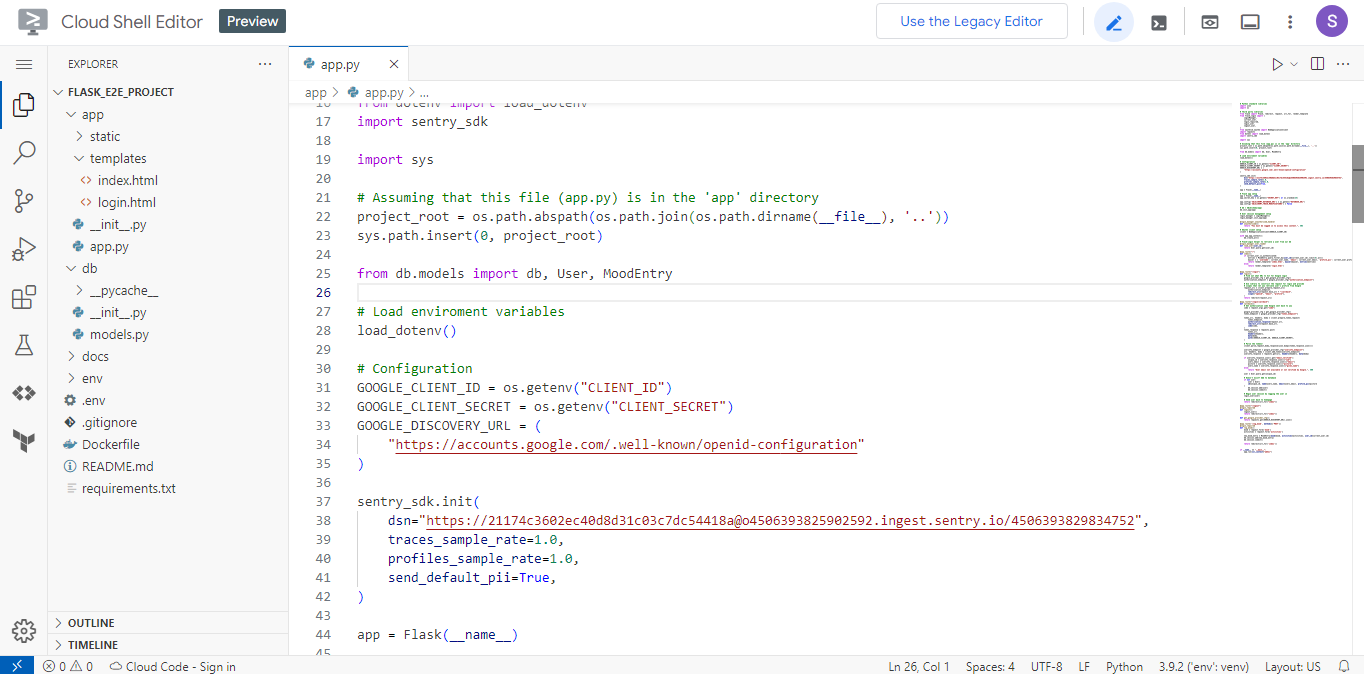 Cloud Shell Editor Preview Use the Legacy Editor S
EXPLORER
FLASK_E2E_PROJECT
app
static
templates
index.html
login.html
__init__.py
app.py
db
__pycache__
__init__.py
models.py
docs
env
.env
.gitignore
Dockerfile
README.md
requirements.txt
OUTLINE
TIMELINE
app.py
app > app.py > ...
16 from dotenv import load_dotenv
17 import sentry_sdk
18
19 import sys
20
21 # Assuming that this file (app.py) is in the 'app' directory
22 project_root = os.path.abspath(os.path.join(os.path.dirname(__file__), '..'))
23 sys.path.insert(0, project_root)
24
25 from db.models import db, User, MoodEntry
26
27 # Load enviroment variables
28 load_dotenv()
29
30 # Configuration
31 GOOGLE_CLIENT_ID = os.getenv("CLIENT_ID")
32 GOOGLE_CLIENT_SECRET = os.getenv("CLIENT_SECRET")
33 GOOGLE_DISCOVERY_URL = (
34 "https://accounts.google.com/.well-known/openid-configuration"
35 )
36
37 sentry_sdk.init(
38 dsn="https://21174c3602ec40d8d31c03c7dc54418a@o4506393825902592.ingest.sentry.io/4506393829834752",
39 traces_sample_rate=1.0,
40 profiles_sample_rate=1.0,
41 send_default_pii=True,
42 )
43
44 app = Flask(__name__)
45
0 0 Cloud Code - Sign in Ln 26, Col 1 Spaces: 4 UTF-8 LF Python 3.9.2 ('env': venv) Layout: US